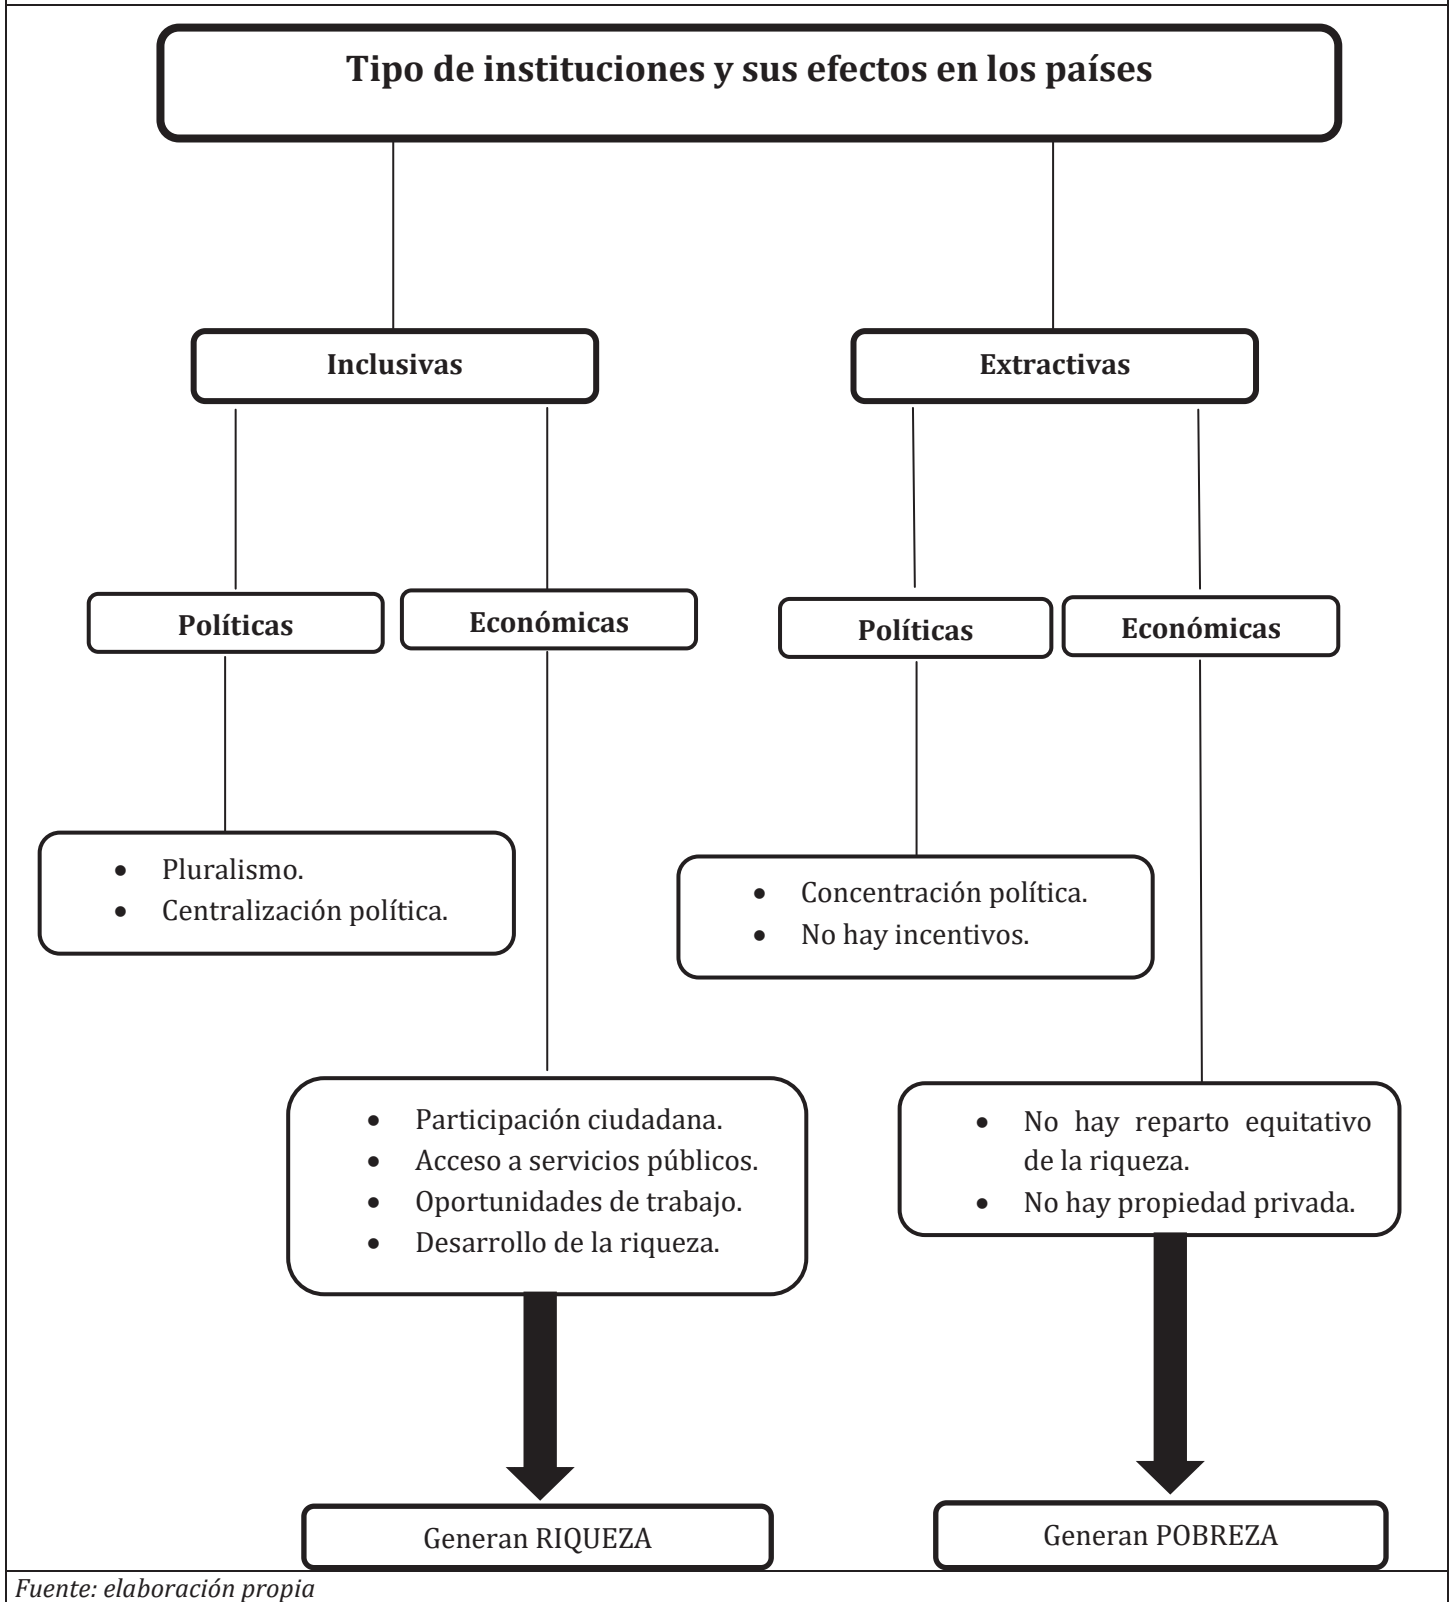 Tipo de instituciones y sus efectos en los países
Inclusivas
Extractivas
Políticas
Económicas
Políticas
Económicas
• Pluralismo.
• Centralización política.
• Concentración política.
• No hay incentivos.
• Participación ciudadana.
• Acceso a servicios públicos.
• Oportunidades de trabajo.
• Desarrollo de la riqueza.
• No hay reparto equitativo
de la riqueza.
• No hay propiedad privada.
Generan RIQUEZA
Generan POBREZA
Fuente: elaboración propia